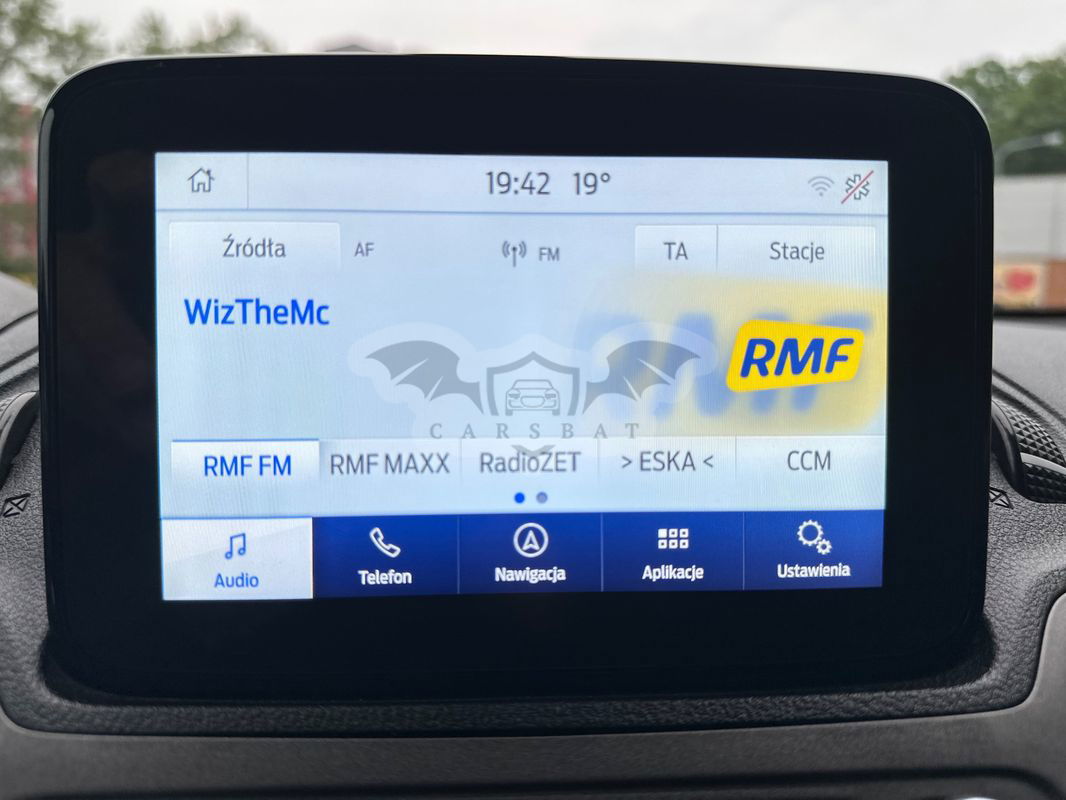 19:42 19°
Źródła AF FM TA Stacje
WizTheMc
RMF
CARSBAT
RMF FM RMF MAXX RadioZET > ESKA < CCM
Audio Telefon Nawigacja Aplikacje Ustawienia